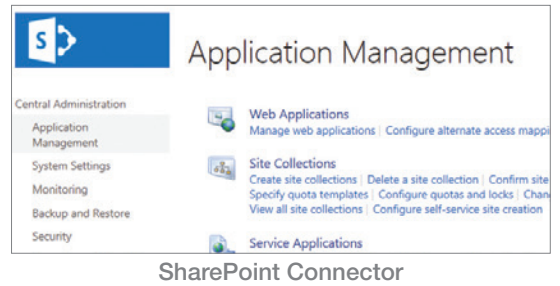 S
Application Management
Central Administration
Application
Management
System Settings
Monitoring
Backup and Restore
Security
Web Applications
Manage web applications | Configure alternate access mappi
Site Collections
Create site collections | Delete a site collection | Confirm site
Specify quota templates | Configure quotas and locks | Chan
View all site collections | Configure self-service site creation
Service Applications
SharePoint Connector